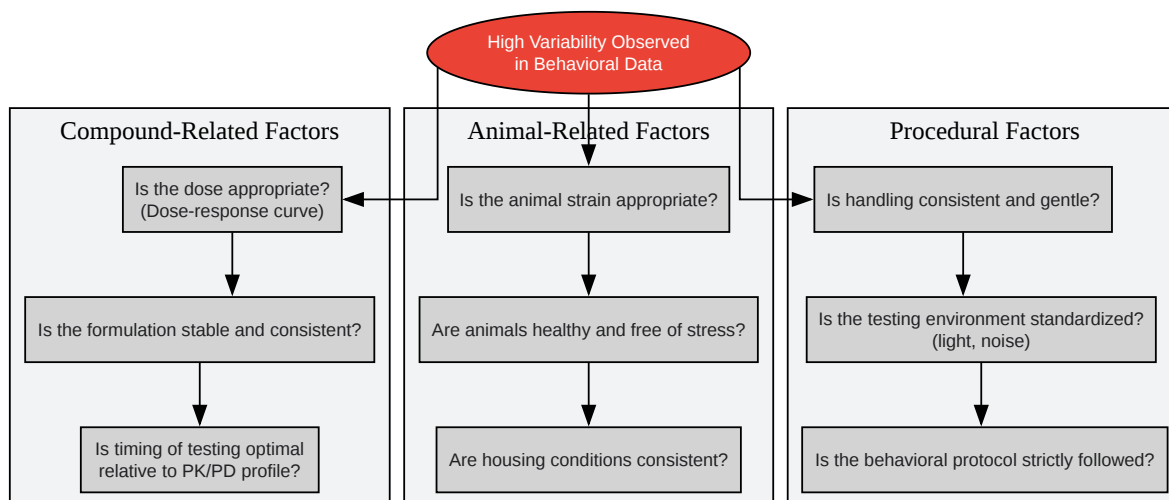 High Variability Observed
in Behavioral Data
Compound-Related Factors
Is the dose appropriate?
(Dose-response curve)
Is the formulation stable and consistent?
Is timing of testing optimal
relative to PK/PD profile?
Animal-Related Factors
Is the animal strain appropriate?
Are animals healthy and free of stress?
Are housing conditions consistent?
Procedural Factors
Is handling consistent and gentle?
Is the testing environment standardized?
(light, noise)
Is the behavioral protocol strictly followed?